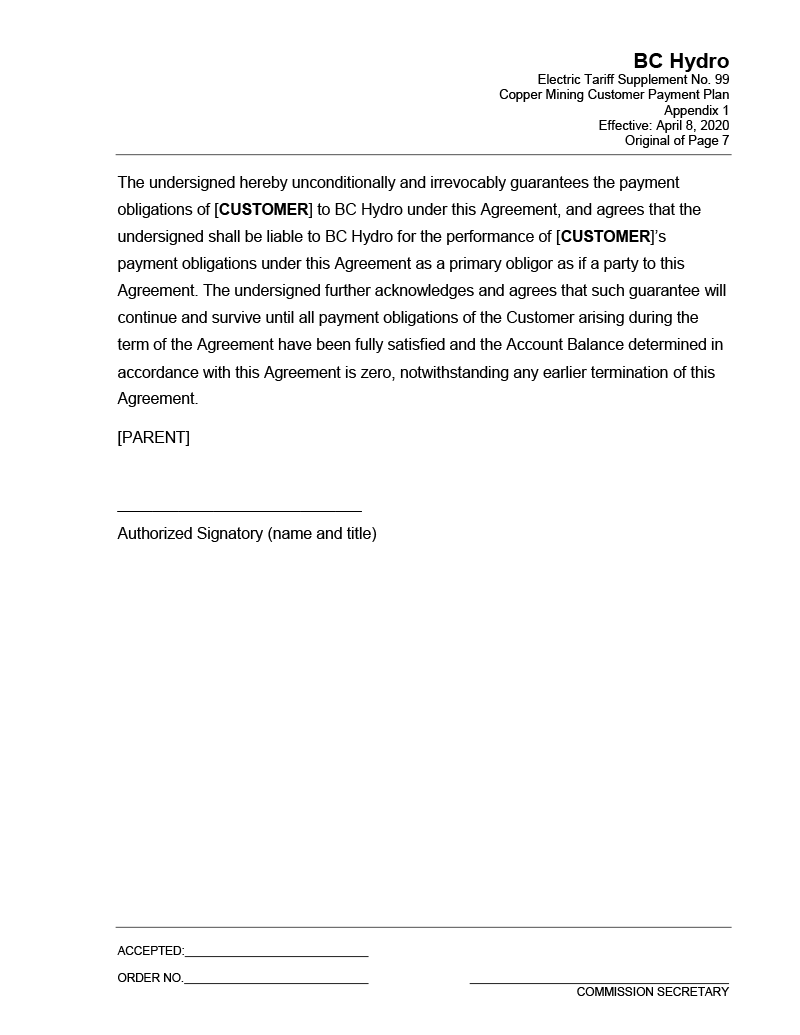 BC Hydro
Electric Tariff Supplement No. 99
Copper Mining Customer Payment Plan
Appendix 1
Effective: April 8, 2020
Original of Page 7
The undersigned hereby unconditionally and irrevocably guarantees the payment
obligations of [CUSTOMER] to BC Hydro under this Agreement, and agrees that the
undersigned shall be liable to BC Hydro for the performance of [CUSTOMER]’s
payment obligations under this Agreement as a primary obligor as if a party to this
Agreement. The undersigned further acknowledges and agrees that such guarantee will
continue and survive until all payment obligations of the Customer arising during the
term of the Agreement have been fully satisfied and the Account Balance determined in
accordance with this Agreement is zero, notwithstanding any earlier termination of this
Agreement.
[PARENT]
Authorized Signatory (name and title)
ACCEPTED:
ORDER NO.
COMMISSION SECRETARY